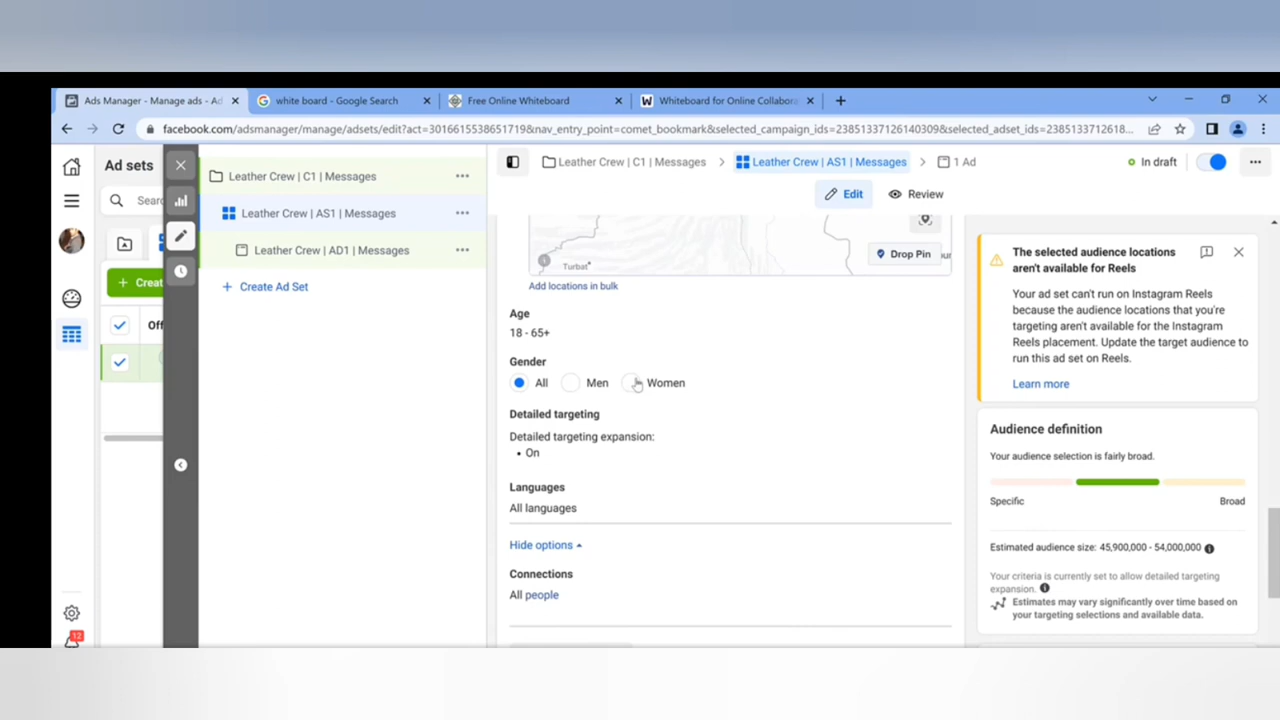 Ads Manager - Manage ads - Ad
white board - Google Search
Free Online Whiteboard
Whiteboard for Online Collabora
facebook.com/adsmanager/manage/adsets/edit?act=3016615538651719&nav_entry_point=comet_bookmark&selected_campaign_ids=23851337126140309&selected_adset_ids=2385133712618...
Ad sets
Sear
+ Creat
Off
12
Leather Crew | C1 | Messages
Leather Crew | AS1 | Messages
Leather Crew | AD1 | Messages
+ Create Ad Set
Leather Crew | C1 | Messages
Leather Crew | AS1 | Messages
1 Ad
In draft
Edit
Review
Turbat
Drop Pin
Add locations in bulk
Age
18 - 65+
Gender
All
Men
Women
Detailed targeting
Detailed targeting expansion:
• On
Languages
All languages
Hide options
Connections
All people
The selected audience locations
aren't available for Reels
Your ad set can't run on Instagram Reels
because the audience locations that you're
targeting aren't available for the Instagram
Reels placement. Update the target audience to
run this ad set on Reels.
Learn more
Audience definition
Your audience selection is fairly broad.
Specific
Broad
Estimated audience size: 45,900,000 - 54,000,000
Your criteria is currently set to allow detailed targeting
expansion.
Estimates may vary significantly over time based on
your targeting selections and available data.